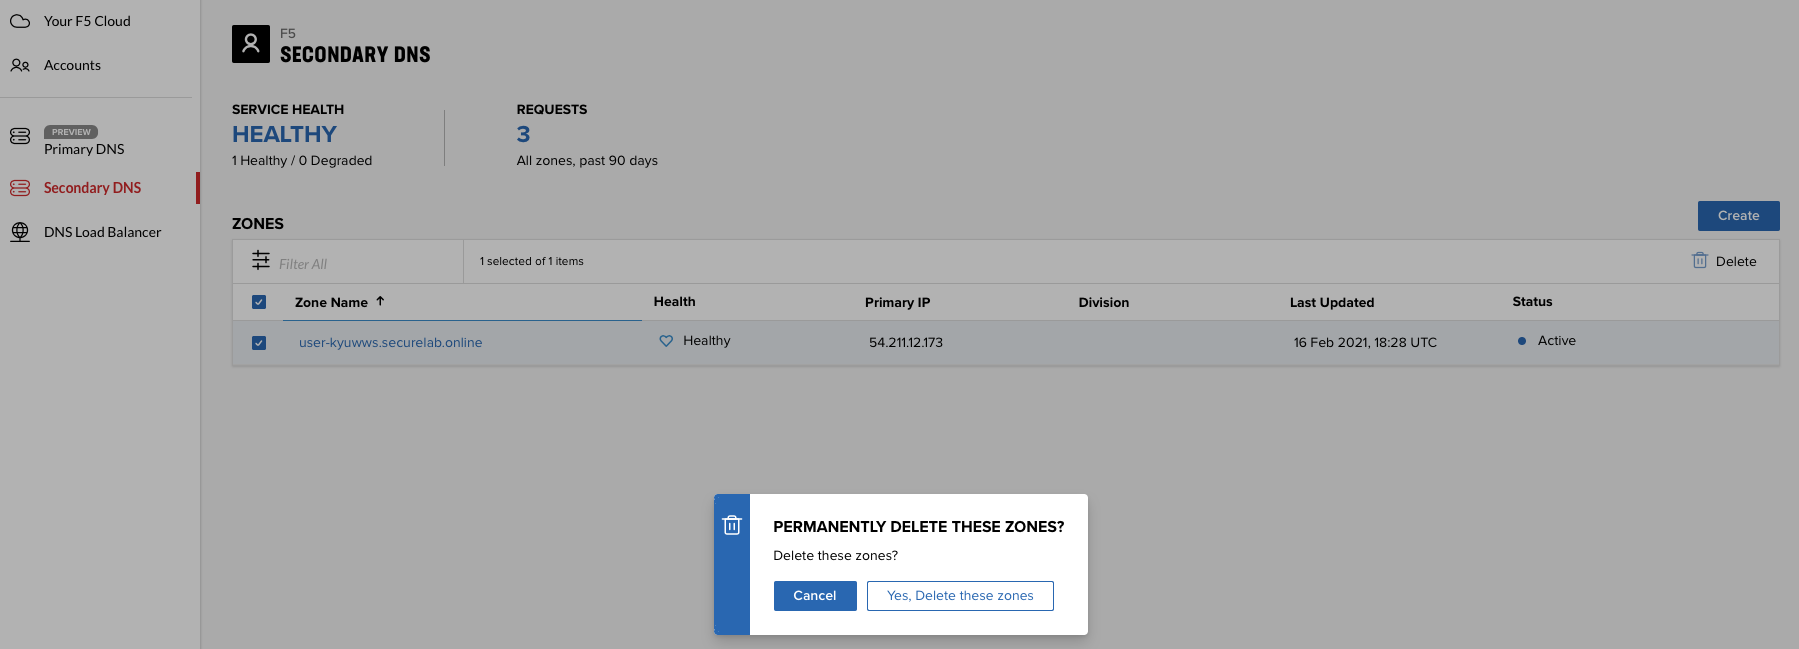 Your F5 Cloud
Accounts
PREVIEW
Primary DNS
Secondary DNS
DNS Load Balancer
F5
SECONDARY DNS
SERVICE HEALTH
HEALTHY
1 Healthy / 0 Degraded
REQUESTS
3
All zones, past 90 days
ZONES
Create
Filter All
1 selected of 1 items
Delete
Zone Name Health Primary IP Division Last Updated Status
user-kyuwws.securelab.online Healthy 54.211.12.173 16 Feb 2021, 18:28 UTC Active
PERMANENTLY DELETE THESE ZONES?
Delete these zones?
Cancel Yes, Delete these zones